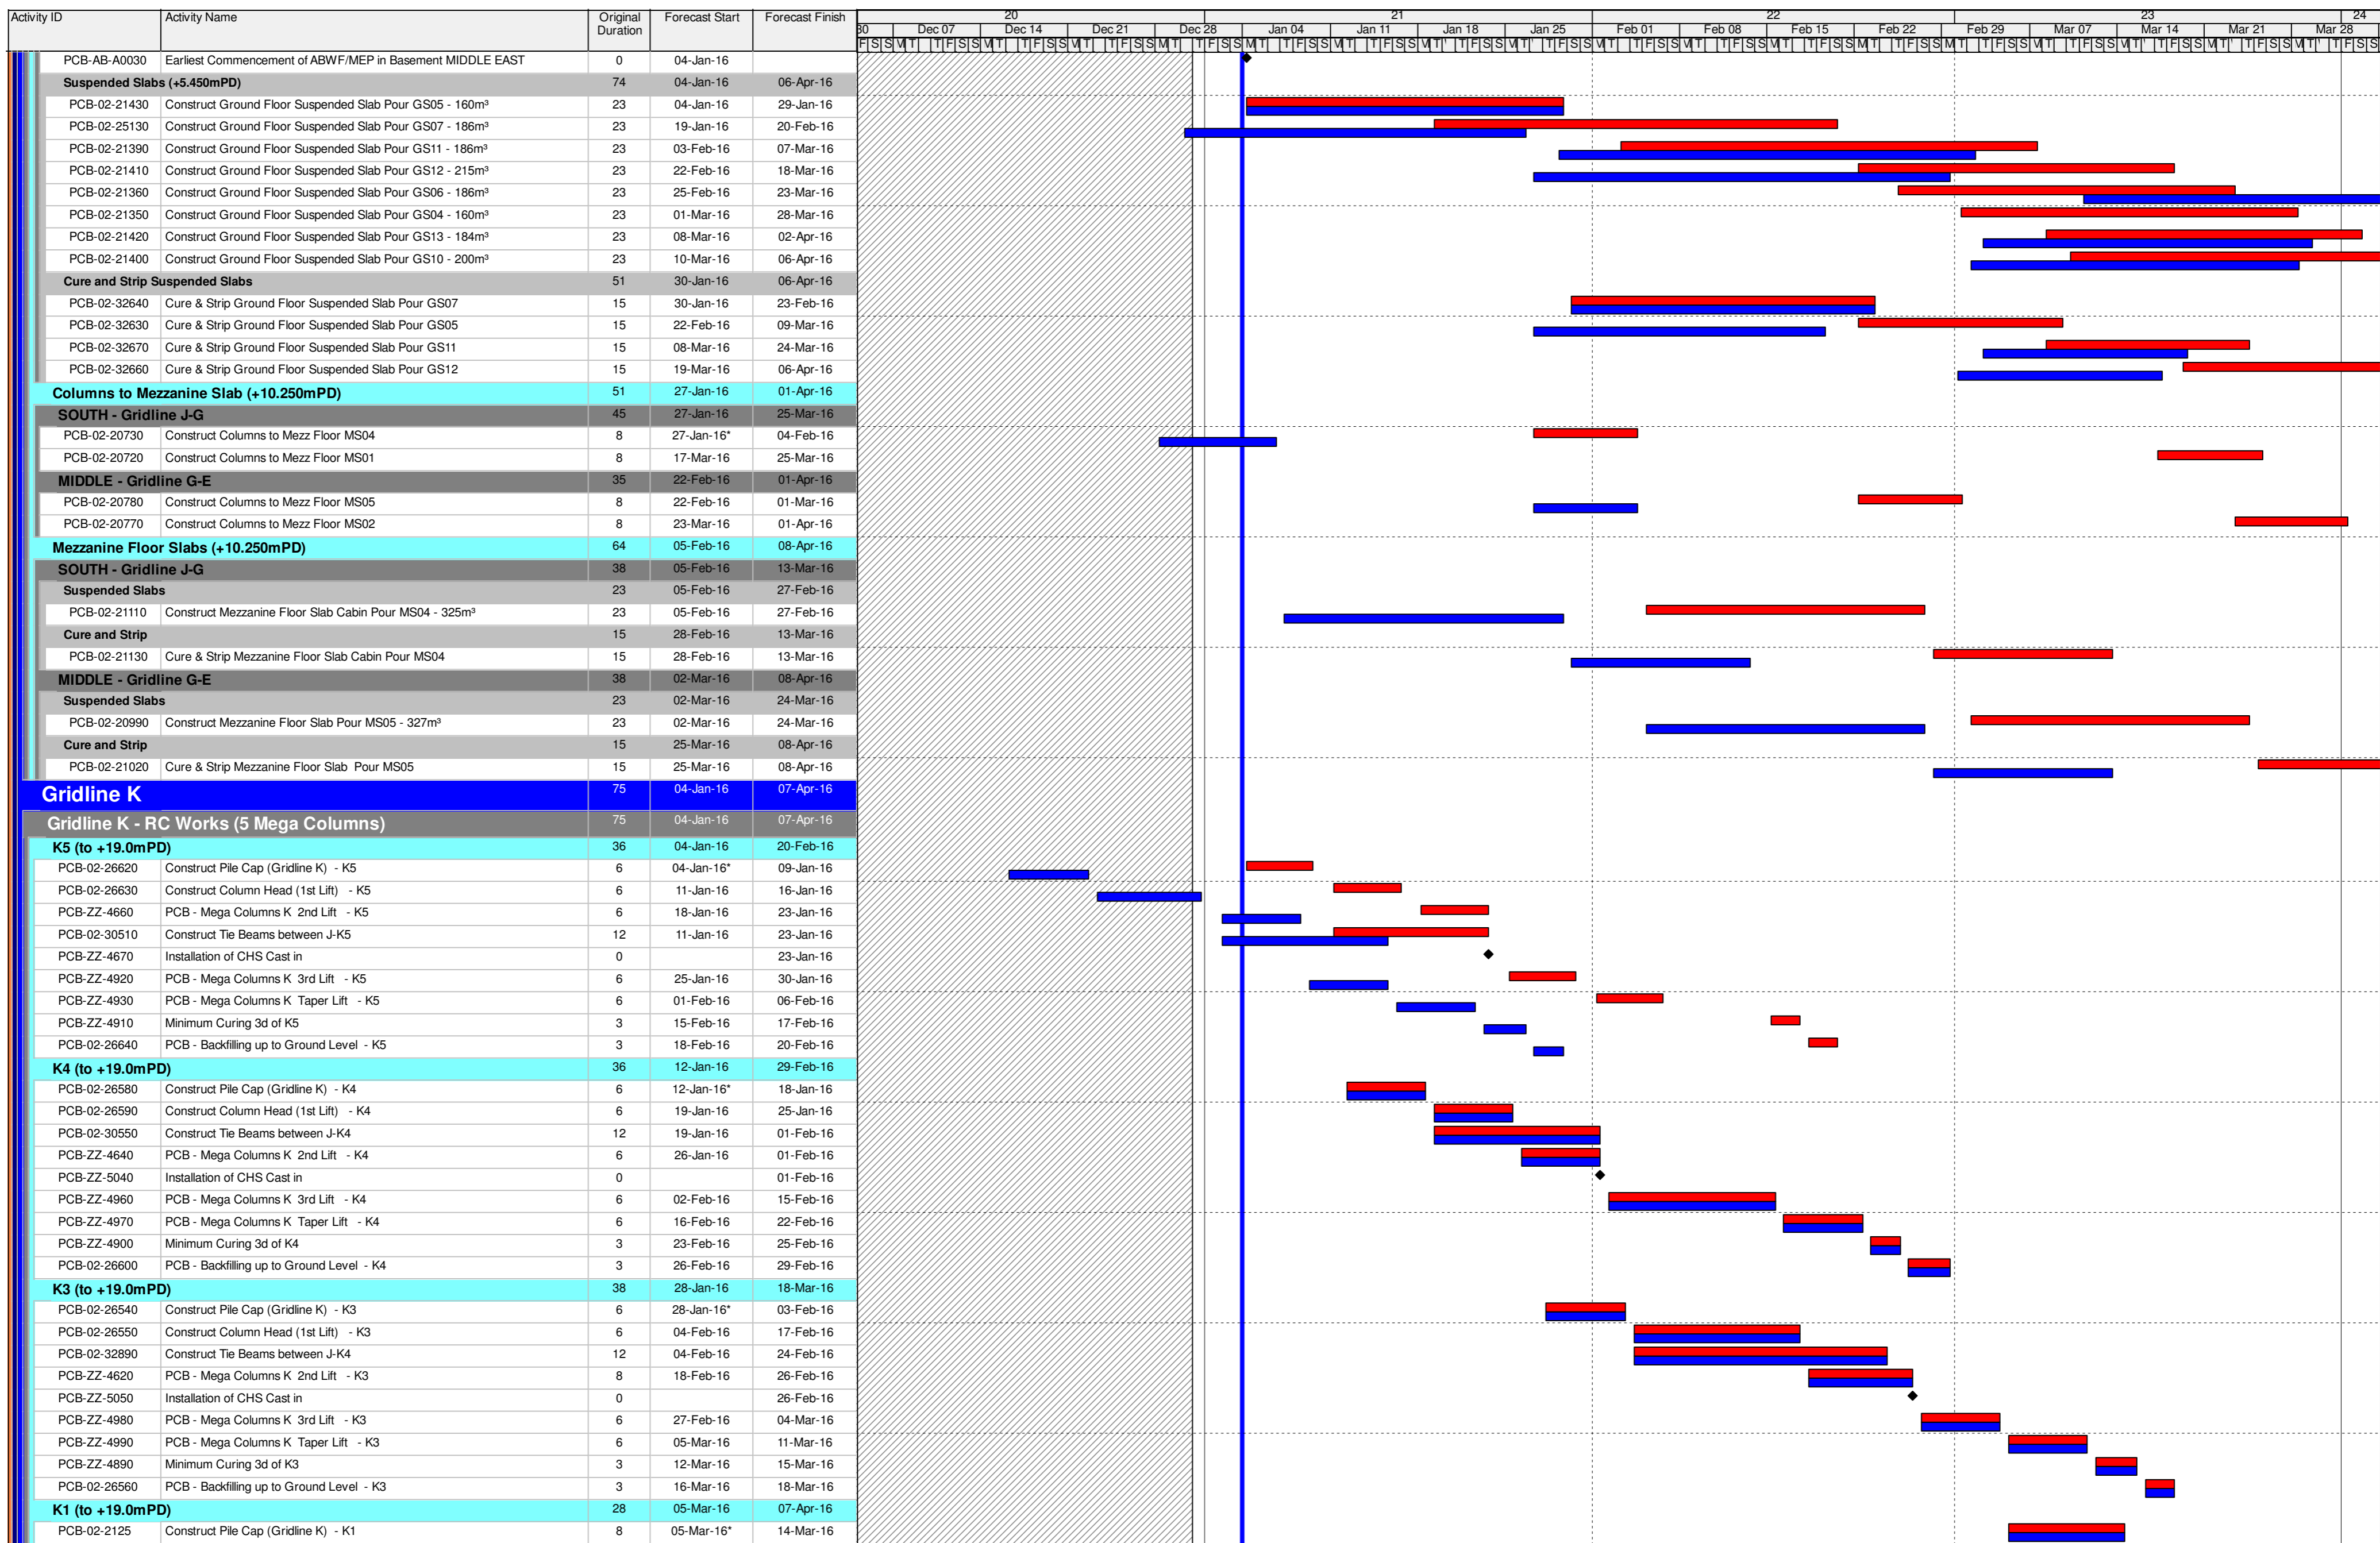 Activity ID Activity Name Original Duration Forecast Start Forecast Finish
20 21 22 23 24
30 Dec 07 Dec 14 Dec 21 Dec 28 Jan 04 Jan 11 Jan 18 Jan 25 Feb 01 Feb 08 Feb 15 Feb 22 Feb 29 Mar 07 Mar 14 Mar 21 Mar 28
PCB-AB-A0030 Earliest Commencement of ABWF/MEP in Basement MIDDLE EAST 0 04-Jan-16
Suspended Slabs (+5.450mPD) 74 04-Jan-16 06-Apr-16
PCB-02-21430 Construct Ground Floor Suspended Slab Pour GS05 - 160m³ 23 04-Jan-16 29-Jan-16
PCB-02-25130 Construct Ground Floor Suspended Slab Pour GS07 - 186m³ 23 19-Jan-16 20-Feb-16
PCB-02-21390 Construct Ground Floor Suspended Slab Pour GS11 - 186m³ 23 03-Feb-16 07-Mar-16
PCB-02-21410 Construct Ground Floor Suspended Slab Pour GS12 - 215m³ 23 22-Feb-16 18-Mar-16
PCB-02-21360 Construct Ground Floor Suspended Slab Pour GS06 - 186m³ 23 25-Feb-16 23-Mar-16
PCB-02-21350 Construct Ground Floor Suspended Slab Pour GS04 - 160m³ 23 01-Mar-16 28-Mar-16
PCB-02-21420 Construct Ground Floor Suspended Slab Pour GS13 - 184m³ 23 08-Mar-16 02-Apr-16
PCB-02-21400 Construct Ground Floor Suspended Slab Pour GS10 - 200m³ 23 10-Mar-16 06-Apr-16
Cure and Strip Suspended Slabs 51 30-Jan-16 06-Apr-16
PCB-02-32640 Cure & Strip Ground Floor Suspended Slab Pour GS07 15 30-Jan-16 23-Feb-16
PCB-02-32630 Cure & Strip Ground Floor Suspended Slab Pour GS05 15 22-Feb-16 09-Mar-16
PCB-02-32670 Cure & Strip Ground Floor Suspended Slab Pour GS11 15 08-Mar-16 24-Mar-16
PCB-02-32660 Cure & Strip Ground Floor Suspended Slab Pour GS12 15 19-Mar-16 06-Apr-16
Columns to Mezzanine Slab (+10.250mPD) 51 27-Jan-16 01-Apr-16
SOUTH - Gridline J-G 45 27-Jan-16 25-Mar-16
PCB-02-20730 Construct Columns to Mezz Floor MS04 8 27-Jan-16* 04-Feb-16
PCB-02-20720 Construct Columns to Mezz Floor MS01 8 17-Mar-16 25-Mar-16
MIDDLE - Gridline G-E 35 22-Feb-16 01-Apr-16
PCB-02-20780 Construct Columns to Mezz Floor MS05 8 22-Feb-16 01-Mar-16
PCB-02-20770 Construct Columns to Mezz Floor MS02 8 23-Mar-16 01-Apr-16
Mezzanine Floor Slabs (+10.250mPD) 64 05-Feb-16 08-Apr-16
SOUTH - Gridline J-G 38 05-Feb-16 13-Mar-16
Suspended Slabs 23 05-Feb-16 27-Feb-16
PCB-02-21110 Construct Mezzanine Floor Slab Cabin Pour MS04 - 325m³ 23 05-Feb-16 27-Feb-16
Cure and Strip 15 28-Feb-16 13-Mar-16
PCB-02-21130 Cure & Strip Mezzanine Floor Slab Cabin Pour MS04 15 28-Feb-16 13-Mar-16
MIDDLE - Gridline G-E 38 02-Mar-16 08-Apr-16
Suspended Slabs 23 02-Mar-16 24-Mar-16
PCB-02-20990 Construct Mezzanine Floor Slab Pour MS05 - 327m³ 23 02-Mar-16 24-Mar-16
Cure and Strip 15 25-Mar-16 08-Apr-16
PCB-02-21020 Cure & Strip Mezzanine Floor Slab Pour MS05 15 25-Mar-16 08-Apr-16
Gridline K 75 04-Jan-16 07-Apr-16
Gridline K - RC Works (5 Mega Columns) 75 04-Jan-16 07-Apr-16
K5 (to +19.0mPD) 36 04-Jan-16 20-Feb-16
PCB-02-26620 Construct Pile Cap (Gridline K) - K5 6 04-Jan-16* 09-Jan-16
PCB-02-26630 Construct Column Head (1st Lift) - K5 6 11-Jan-16 16-Jan-16
PCB-ZZ-4660 PCB - Mega Columns K 2nd Lift - K5 6 18-Jan-16 23-Jan-16
PCB-02-30510 Construct Tie Beams between J-K5 12 11-Jan-16 23-Jan-16
PCB-ZZ-4670 Installation of CHS Cast in 0 23-Jan-16
PCB-ZZ-4920 PCB - Mega Columns K 3rd Lift - K5 6 25-Jan-16 30-Jan-16
PCB-ZZ-4930 PCB - Mega Columns K Taper Lift - K5 6 01-Feb-16 06-Feb-16
PCB-ZZ-4910 Minimum Curing 3d of K5 3 15-Feb-16 17-Feb-16
PCB-02-26640 PCB - Backfilling up to Ground Level - K5 3 18-Feb-16 20-Feb-16
K4 (to +19.0mPD) 36 12-Jan-16 29-Feb-16
PCB-02-26580 Construct Pile Cap (Gridline K) - K4 6 12-Jan-16* 18-Jan-16
PCB-02-26590 Construct Column Head (1st Lift) - K4 6 19-Jan-16 25-Jan-16
PCB-02-30550 Construct Tie Beams between J-K4 12 19-Jan-16 01-Feb-16
PCB-ZZ-4640 PCB - Mega Columns K 2nd Lift - K4 6 26-Jan-16 01-Feb-16
PCB-ZZ-5040 Installation of CHS Cast in 0 01-Feb-16
PCB-ZZ-4960 PCB - Mega Columns K 3rd Lift - K4 6 02-Feb-16 15-Feb-16
PCB-ZZ-4970 PCB - Mega Columns K Taper Lift - K4 6 16-Feb-16 22-Feb-16
PCB-ZZ-4900 Minimum Curing 3d of K4 3 23-Feb-16 25-Feb-16
PCB-02-26600 PCB - Backfilling up to Ground Level - K4 3 26-Feb-16 29-Feb-16
K3 (to +19.0mPD) 38 28-Jan-16 18-Mar-16
PCB-02-26540 Construct Pile Cap (Gridline K) - K3 6 28-Jan-16* 03-Feb-16
PCB-02-26550 Construct Column Head (1st Lift) - K3 6 04-Feb-16 17-Feb-16
PCB-02-32890 Construct Tie Beams between J-K4 12 04-Feb-16 24-Feb-16
PCB-ZZ-4620 PCB - Mega Columns K 2nd Lift - K3 8 18-Feb-16 26-Feb-16
PCB-ZZ-5050 Installation of CHS Cast in 0 26-Feb-16
PCB-ZZ-4980 PCB - Mega Columns K 3rd Lift - K3 6 27-Feb-16 04-Mar-16
PCB-ZZ-4990 PCB - Mega Columns K Taper Lift - K3 6 05-Mar-16 11-Mar-16
PCB-ZZ-4890 Minimum Curing 3d of K3 3 12-Mar-16 15-Mar-16
PCB-02-26560 PCB - Backfilling up to Ground Level - K3 3 16-Mar-16 18-Mar-16
K1 (to +19.0mPD) 28 05-Mar-16 07-Apr-16
PCB-02-2125 Construct Pile Cap (Gridline K) - K1 8 05-Mar-16* 14-Mar-16